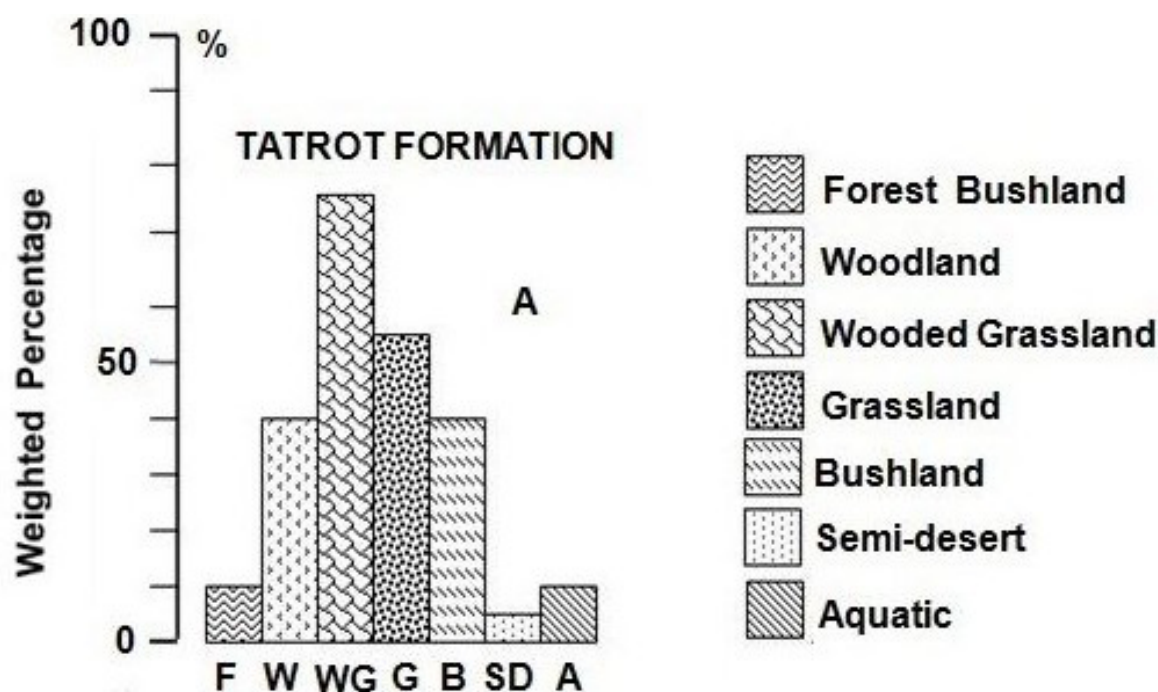 100
%
TATROT FORMATION
A
50
0
Weighted Percentage
F W WG G B SD A
Forest Bushland
Woodland
Wooded Grassland
Grassland
Bushland
Semi-desert
Aquatic